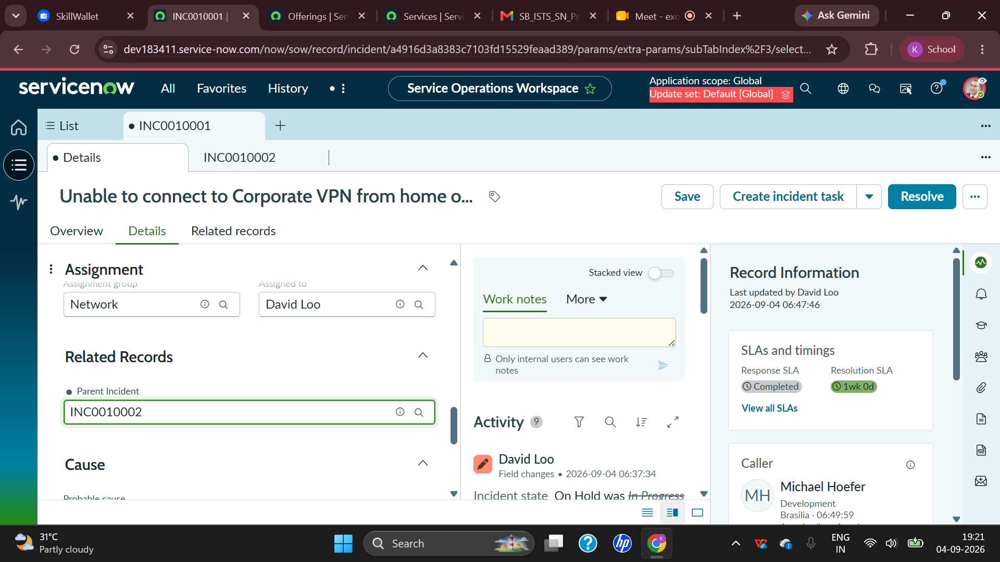 SkillWallet
INC0010001 | S
Offerings | Ser
Services | Servi
SB_ISTS_SN_Pr
Meet - exo
Ask Gemini
dev183411.service-now.com/now/sow/record/incident/a4916d3a8383c7103fd15529feaad389/params/extra-params/subTabIndex%2F3/select...
K School
servicenow
All
Favorites
History
Service Operations Workspace
Application scope: Global
Update set: Default [Global]
List
INC0010001
Details
INC0010002
Unable to connect to Corporate VPN from home o...
Save
Create incident task
Resolve
Overview
Details
Related records
Assignment
Assignment group
Assigned to
Network
David Loo
Related Records
Parent Incident
INC0010002
Cause
Probable cause
Stacked view
Work notes
More
Only internal users can see work
notes
Activity 9
David Loo
Field changes • 2026-09-04 06:37:34
Incident state On Hold was In Progress
Record Information
Last updated by David Loo
2026-09-04 06:47:46
SLAs and timings
Response SLA
Resolution SLA
Completed
1wk 0d
View all SLAs
Caller
MH
Michael Hoefer
Development
Brasilia · 06:49:59
31°C
Partly cloudy
Search
ENG
IN
19:21
04-09-2026